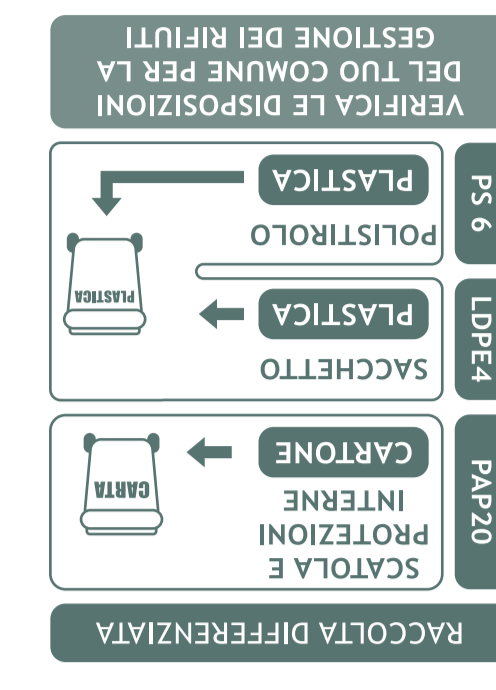 RACCOLTA DIFFERENZIATA
PAP20
SCATOLA E
PROTEZIONI
INTERNE
CARTONE
CARTA
LDPE4
SACCHETTO
PLASTICA
PLASTICA
PS 6
POLISTIROLO
PLASTICA
VERIFICA LE DISPOSIZIONI
DEL TUO COMUNE PER LA
GESTIONE DEI RIFIUTI